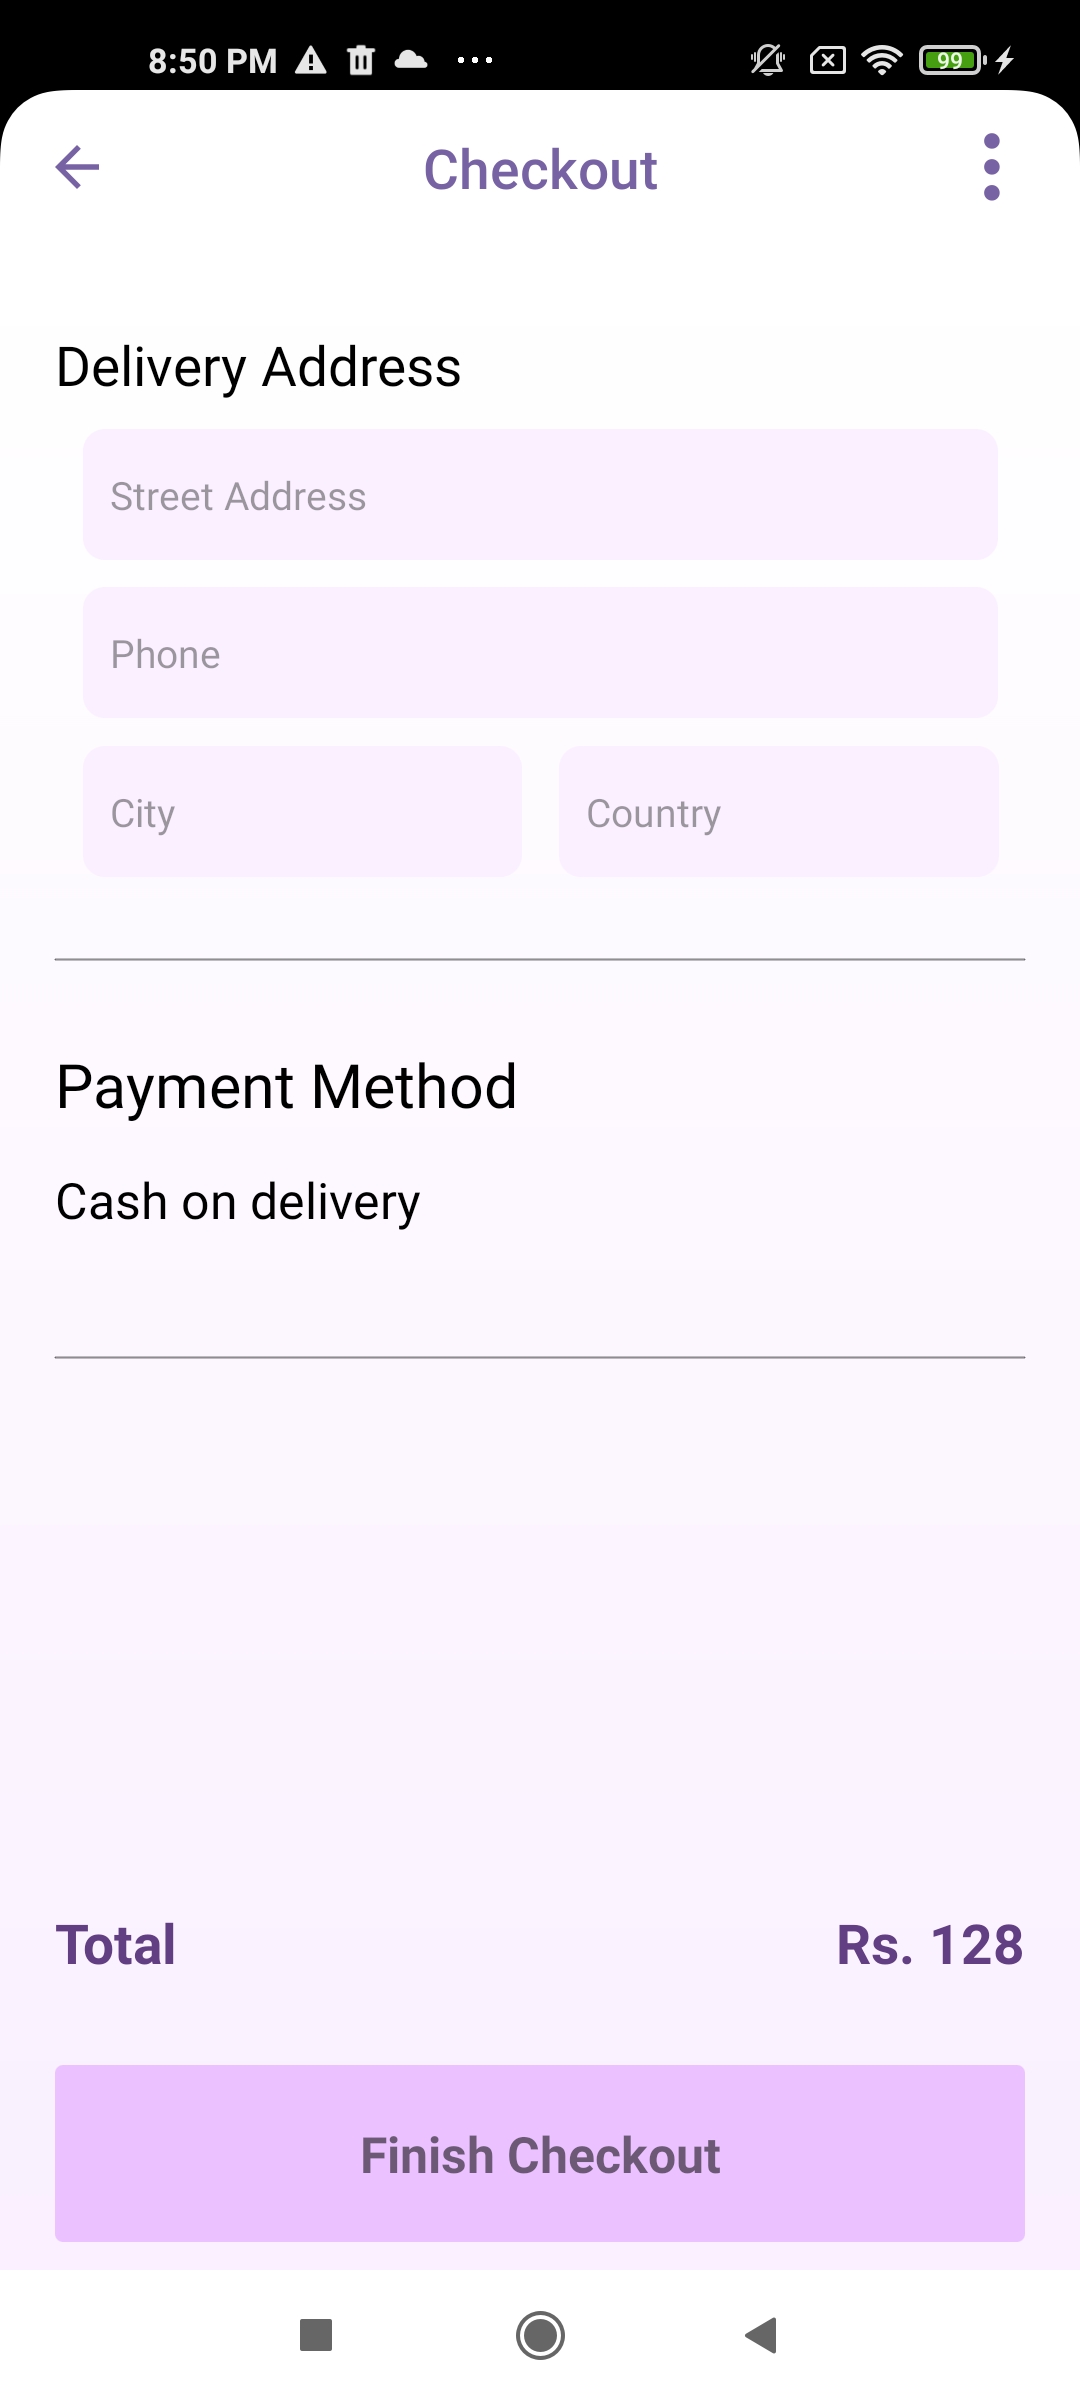 8:50 PM
99
Checkout
Delivery Address
Street Address
Phone
City
Country
Payment Method
Cash on delivery
Total
Rs. 128
Finish Checkout